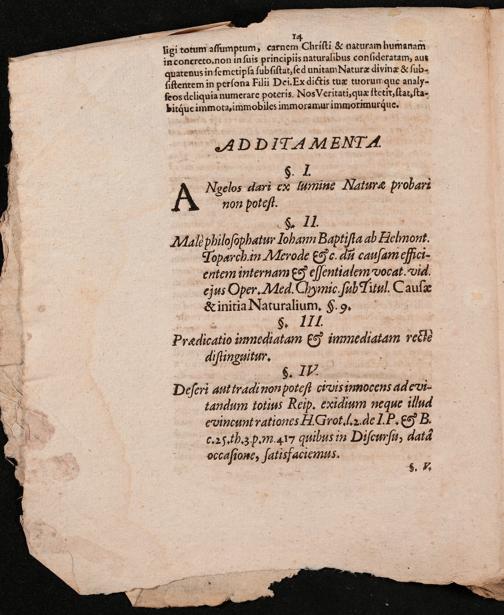 14
ligi totum aſſumptum, carnem Chriſti & naturam humanam
in concreto, non in ſuis principiis naturalibus conſideratam, aut
quatenus in ſemetipſa ſubſiſtat, ſed unitam Naturæ divinæ & ſub-
ſiſtentem in perſona Filii Dei. Ex dictis tuæ tuorumque analy-
ſeos deliquia numerare poteris. Nos Veritati, quæ ſtetit, ſtat, ſta-
bitque immota, immobiles immoramur immorimurque.
ADDITAMENTA.
§. I.
ANgelos dari ex lumine Naturæ probari
non poteſt.
§. II.
Malè philoſophatur Iohann Baptiſta ab Helmont.
Toparch. in Merode &c. dū cauſam effici-
entem internam & eſſentialem vocat. vid.
ejus Oper. Med. Chymic. ſub Titul. Cauſæ
& initia Naturalium. §. 9.
§. III.
Prædicatio in mediatam & immediatam rectè
diſtinguitur.
§. IV.
Deſeri aut tradi non poteſt civis innocens ad evi-
tandum totius Reip. exidium neque illud
evincunt rationes H. Grot. l. 2. de I. P. & B.
c. 25. th. 3. p. m. 417 quibus in Diſcurſu, datâ
occaſione, ſatisfaciemus.
§. V.